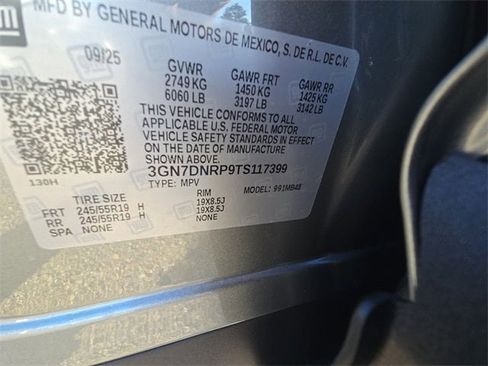 MFD BY GENERAL MOTORS DE MEXICO, S. DE R.L. DE C.V.
09/25
GVWR GAWR FRT GAWR RR
2749 KG 1450 KG 1425 KG
6060 LB 3197 LB 3142 LB
THIS VEHICLE CONFORMS TO ALL
APPLICABLE U.S. FEDERAL MOTOR
VEHICLE SAFETY STANDARDS IN EFFECT
ON THE DATE OF MANUFACTURE
SHOWN ABOVE.
3GN7DNRP9TS117399
130H TYPE: MPV MODEL: 991MB48
TIRE SIZE RIM
FRT 245/55R19 H 19X8.5J
RR 245/55R19 H 19X8.5J
SPA NONE NONE